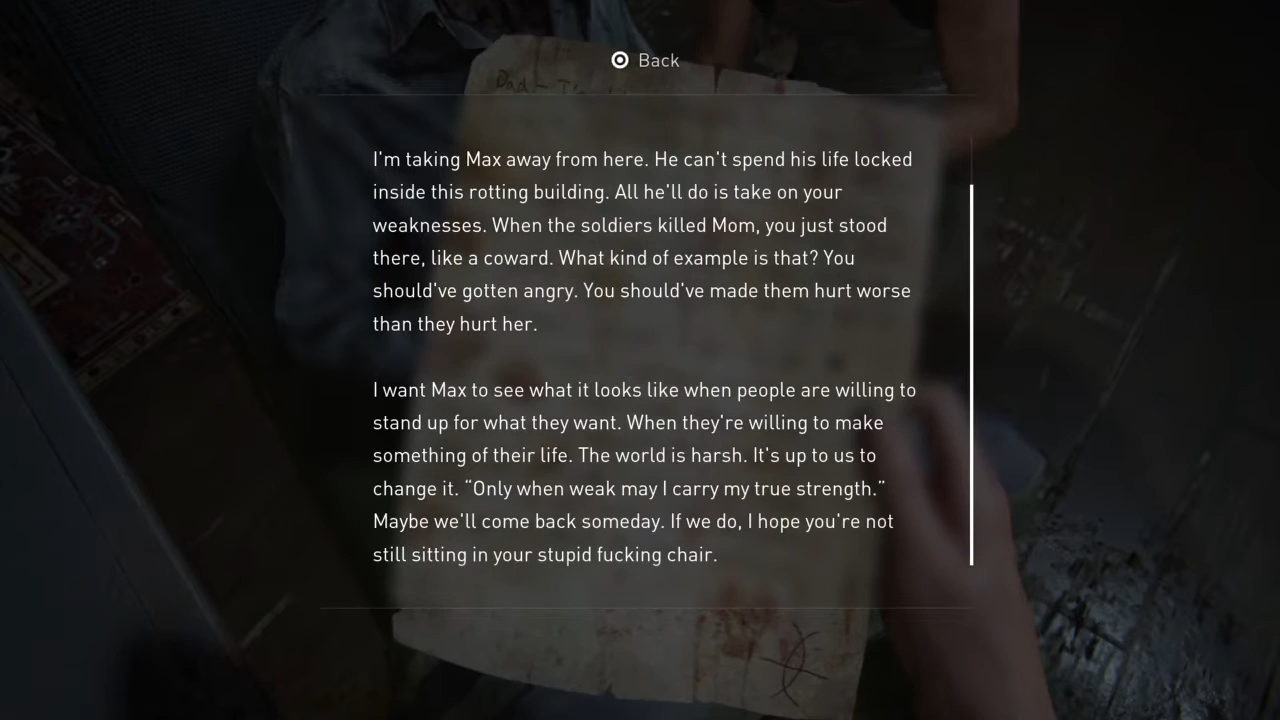 Back
Dad -
I'm taking Max away from here. He can't spend his life locked
inside this rotting building. All he'll do is take on your
weaknesses. When the soldiers killed Mom, you just stood
there, like a coward. What kind of example is that? You
should've gotten angry. You should've made them hurt worse
than they hurt her.
I want Max to see what it looks like when people are willing to
stand up for what they want. When they're willing to make
something of their life. The world is harsh. It's up to us to
change it. “Only when weak may I carry my true strength.”
Maybe we'll come back someday. If we do, I hope you're not
still sitting in your stupid fucking chair.